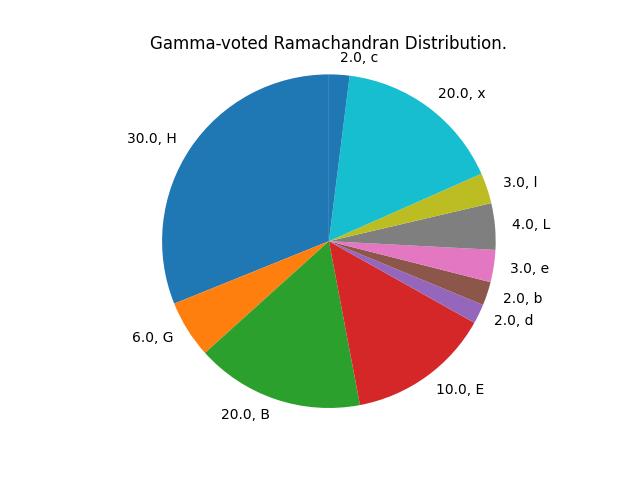 Gamma-voted Ramachandran Distribution.
2.0, c
20.0, x
30.0, H
3.0, l
4.0, L
3.0, e
2.0, b
2.0, d
6.0, G
10.0, E
20.0, B